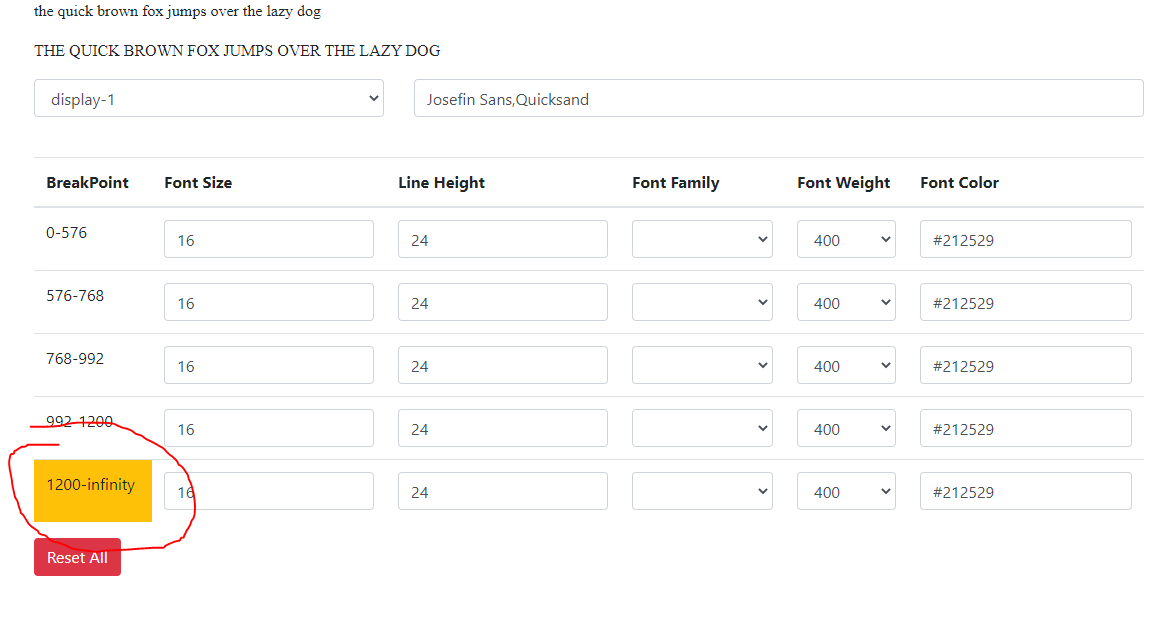 the quick brown fox jumps over the lazy dog
THE QUICK BROWN FOX JUMPS OVER THE LAZY DOG
display-1 Josefin Sans,Quicksand
BreakPoint Font Size Line Height Font Family Font Weight Font Color
0-576 16 24 400 #212529
576-768 16 24 400 #212529
768-992 16 24 400 #212529
992-1200 16 24 400 #212529
1200-infinity 16 24 400 #212529
Reset All